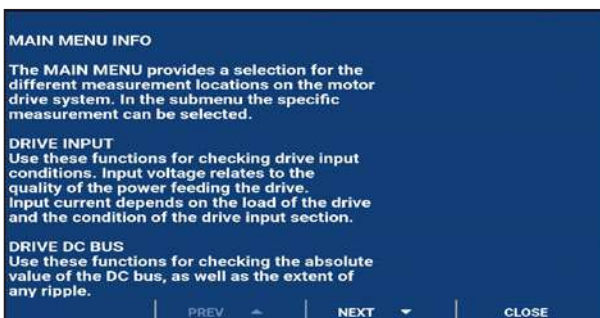 MAIN MENU INFO
The MAIN MENU provides a selection for the
different measurement locations on the motor
drive system. In the submenu the specific
measurement can be selected.
DRIVE INPUT
Use these functions for checking drive input
conditions. Input voltage relates to the
quality of the power feeding the drive.
Input current depends on the load of the drive
and the condition of the drive input section.
DRIVE DC BUS
Use these functions for checking the absolute
value of the DC bus, as well as the extent of
any ripple.
PREV NEXT CLOSE